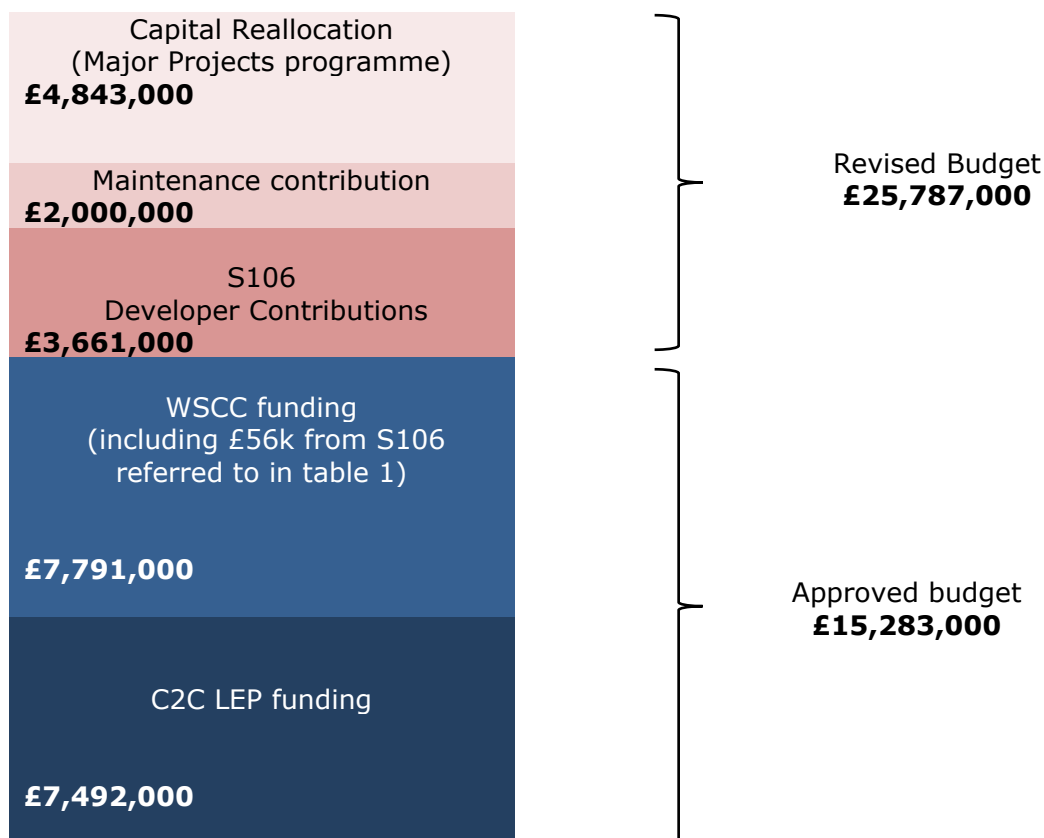 Capital Reallocation
(Major Projects programme)
£4,843,000
Maintenance contribution
£2,000,000
S106
Developer Contributions
£3,661,000
WSCC funding
(including £56k from S106
referred to in table 1)
£7,791,000
C2C LEP funding
£7,492,000
Revised Budget
£25,787,000
Approved budget
£15,283,000